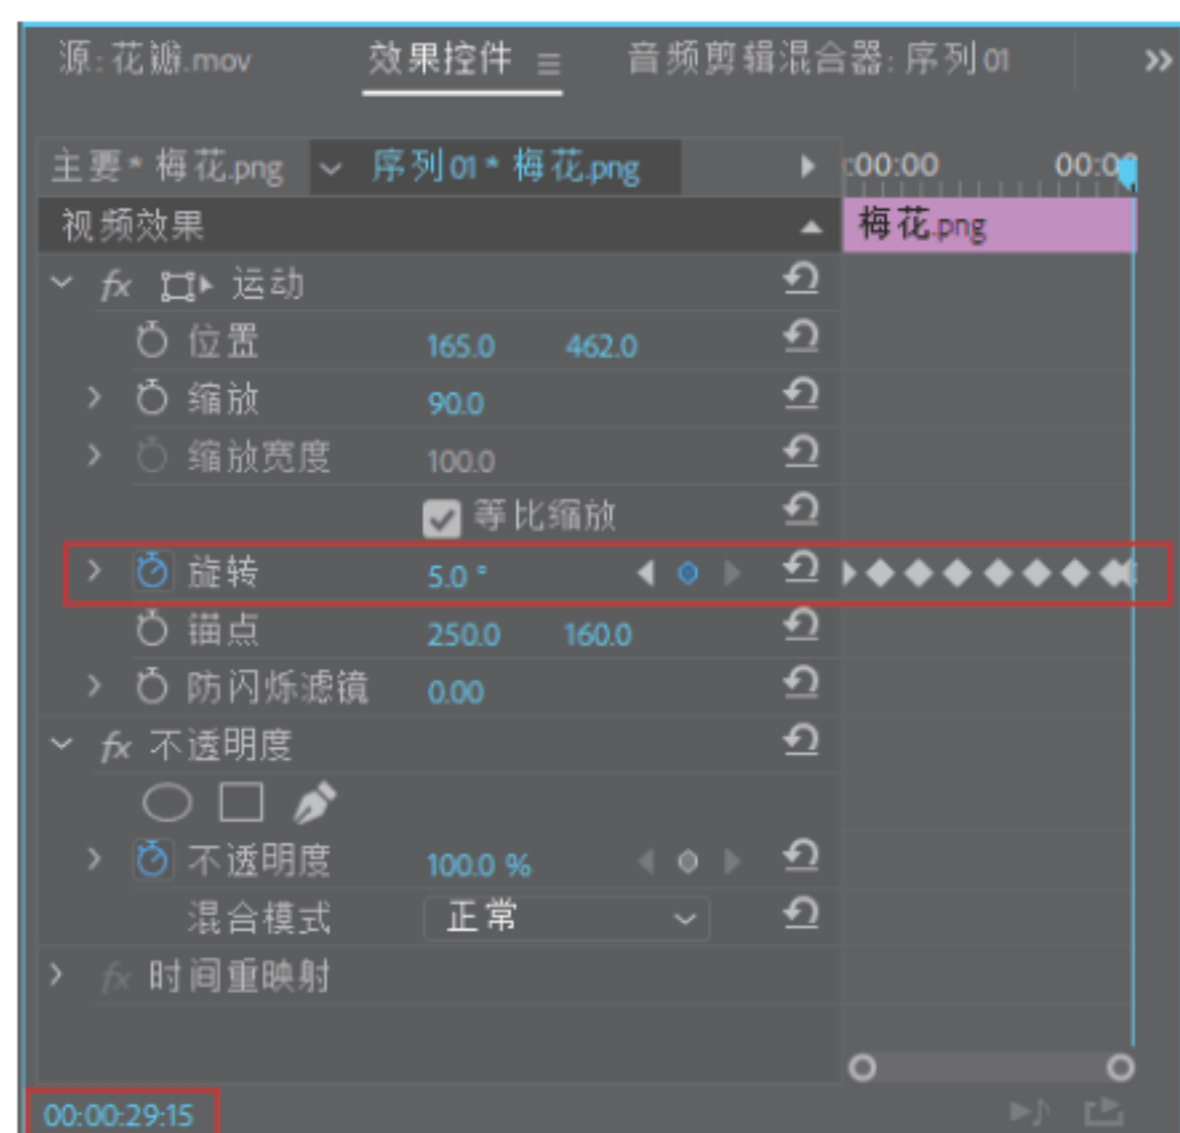 源: 花瓣.mov 效果控件 音频剪辑混合器: 序列 01
主要 * 梅花.png 序列 01 * 梅花.png :00:00
视频效果 梅花.png
fx 运动
位置 165.0 462.0
缩放 90.0
缩放宽度 100.0
等比缩放
旋转 5.0 °
锚点 250.0 160.0
防闪烁滤镜 0.00
fx 不透明度
不透明度 100.0 %
混合模式 正常
fx 时间重映射
00:00:29:15